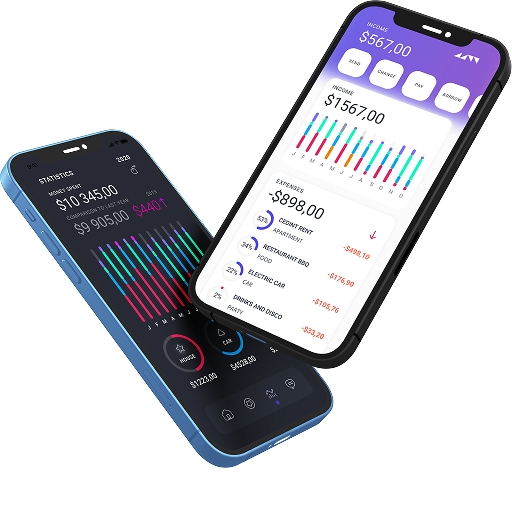 INCOME
$567,00
SEND
CHANGE
PAY
BORROW
INCOME
$1567,00
J F M A M J J A S O N D
EXPENSES
-$898,00
53%
CEDINT RENT
APARTMENT
-$498,10
34%
RESTAURANT BBQ
FOOD
-$176,90
22%
ELECTRIC CAR
CAR
-$105,76
2%
DRINKS AND DISCO
PARTY
-$33,20
STATISTICS
2020
MONEY SPENT
$10 345,00
COMPARISON TO LAST YEAR
2019
$9 905,00
$440↑
J F M A M
HOUSE
CAR
$1223,00
$4528,00